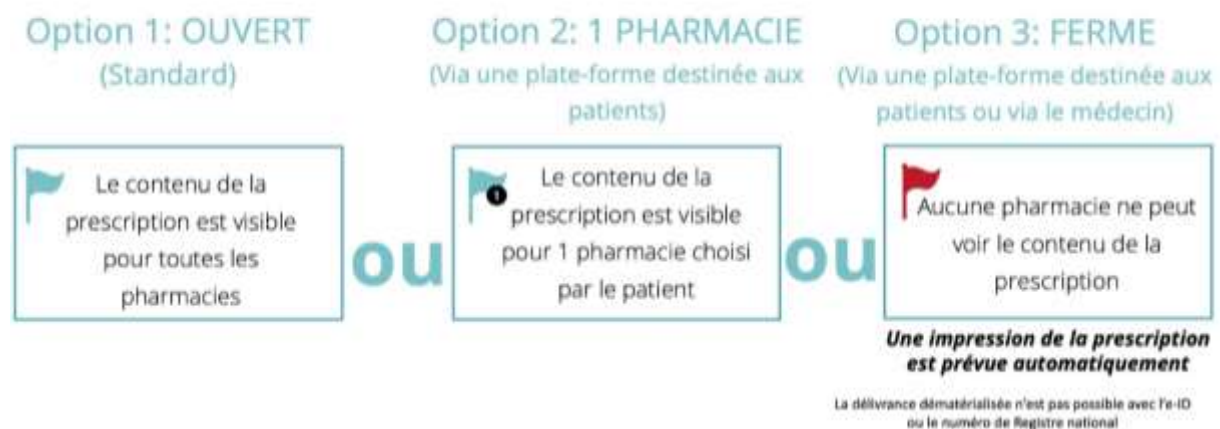 Option 1: OUVERT
(Standard)
Le contenu de la
prescription est visible
pour toutes les
pharmacies
ou
Option 2: 1 PHARMACIE
(Via une plate-forme destinée aux
patients)
1
Le contenu de la
prescription est visible
pour 1 pharmacie choisi
par le patient
ou
Option 3: FERME
(Via une plate-forme destinée aux
patients ou via le médecin)
Aucune pharmacie ne peut
voir le contenu de la
prescription
Une impression de la prescription
est prévue automatiquement
La délivrance dématérialisée n'est pas possible avec l'e-ID
ou le numéro de Registre national